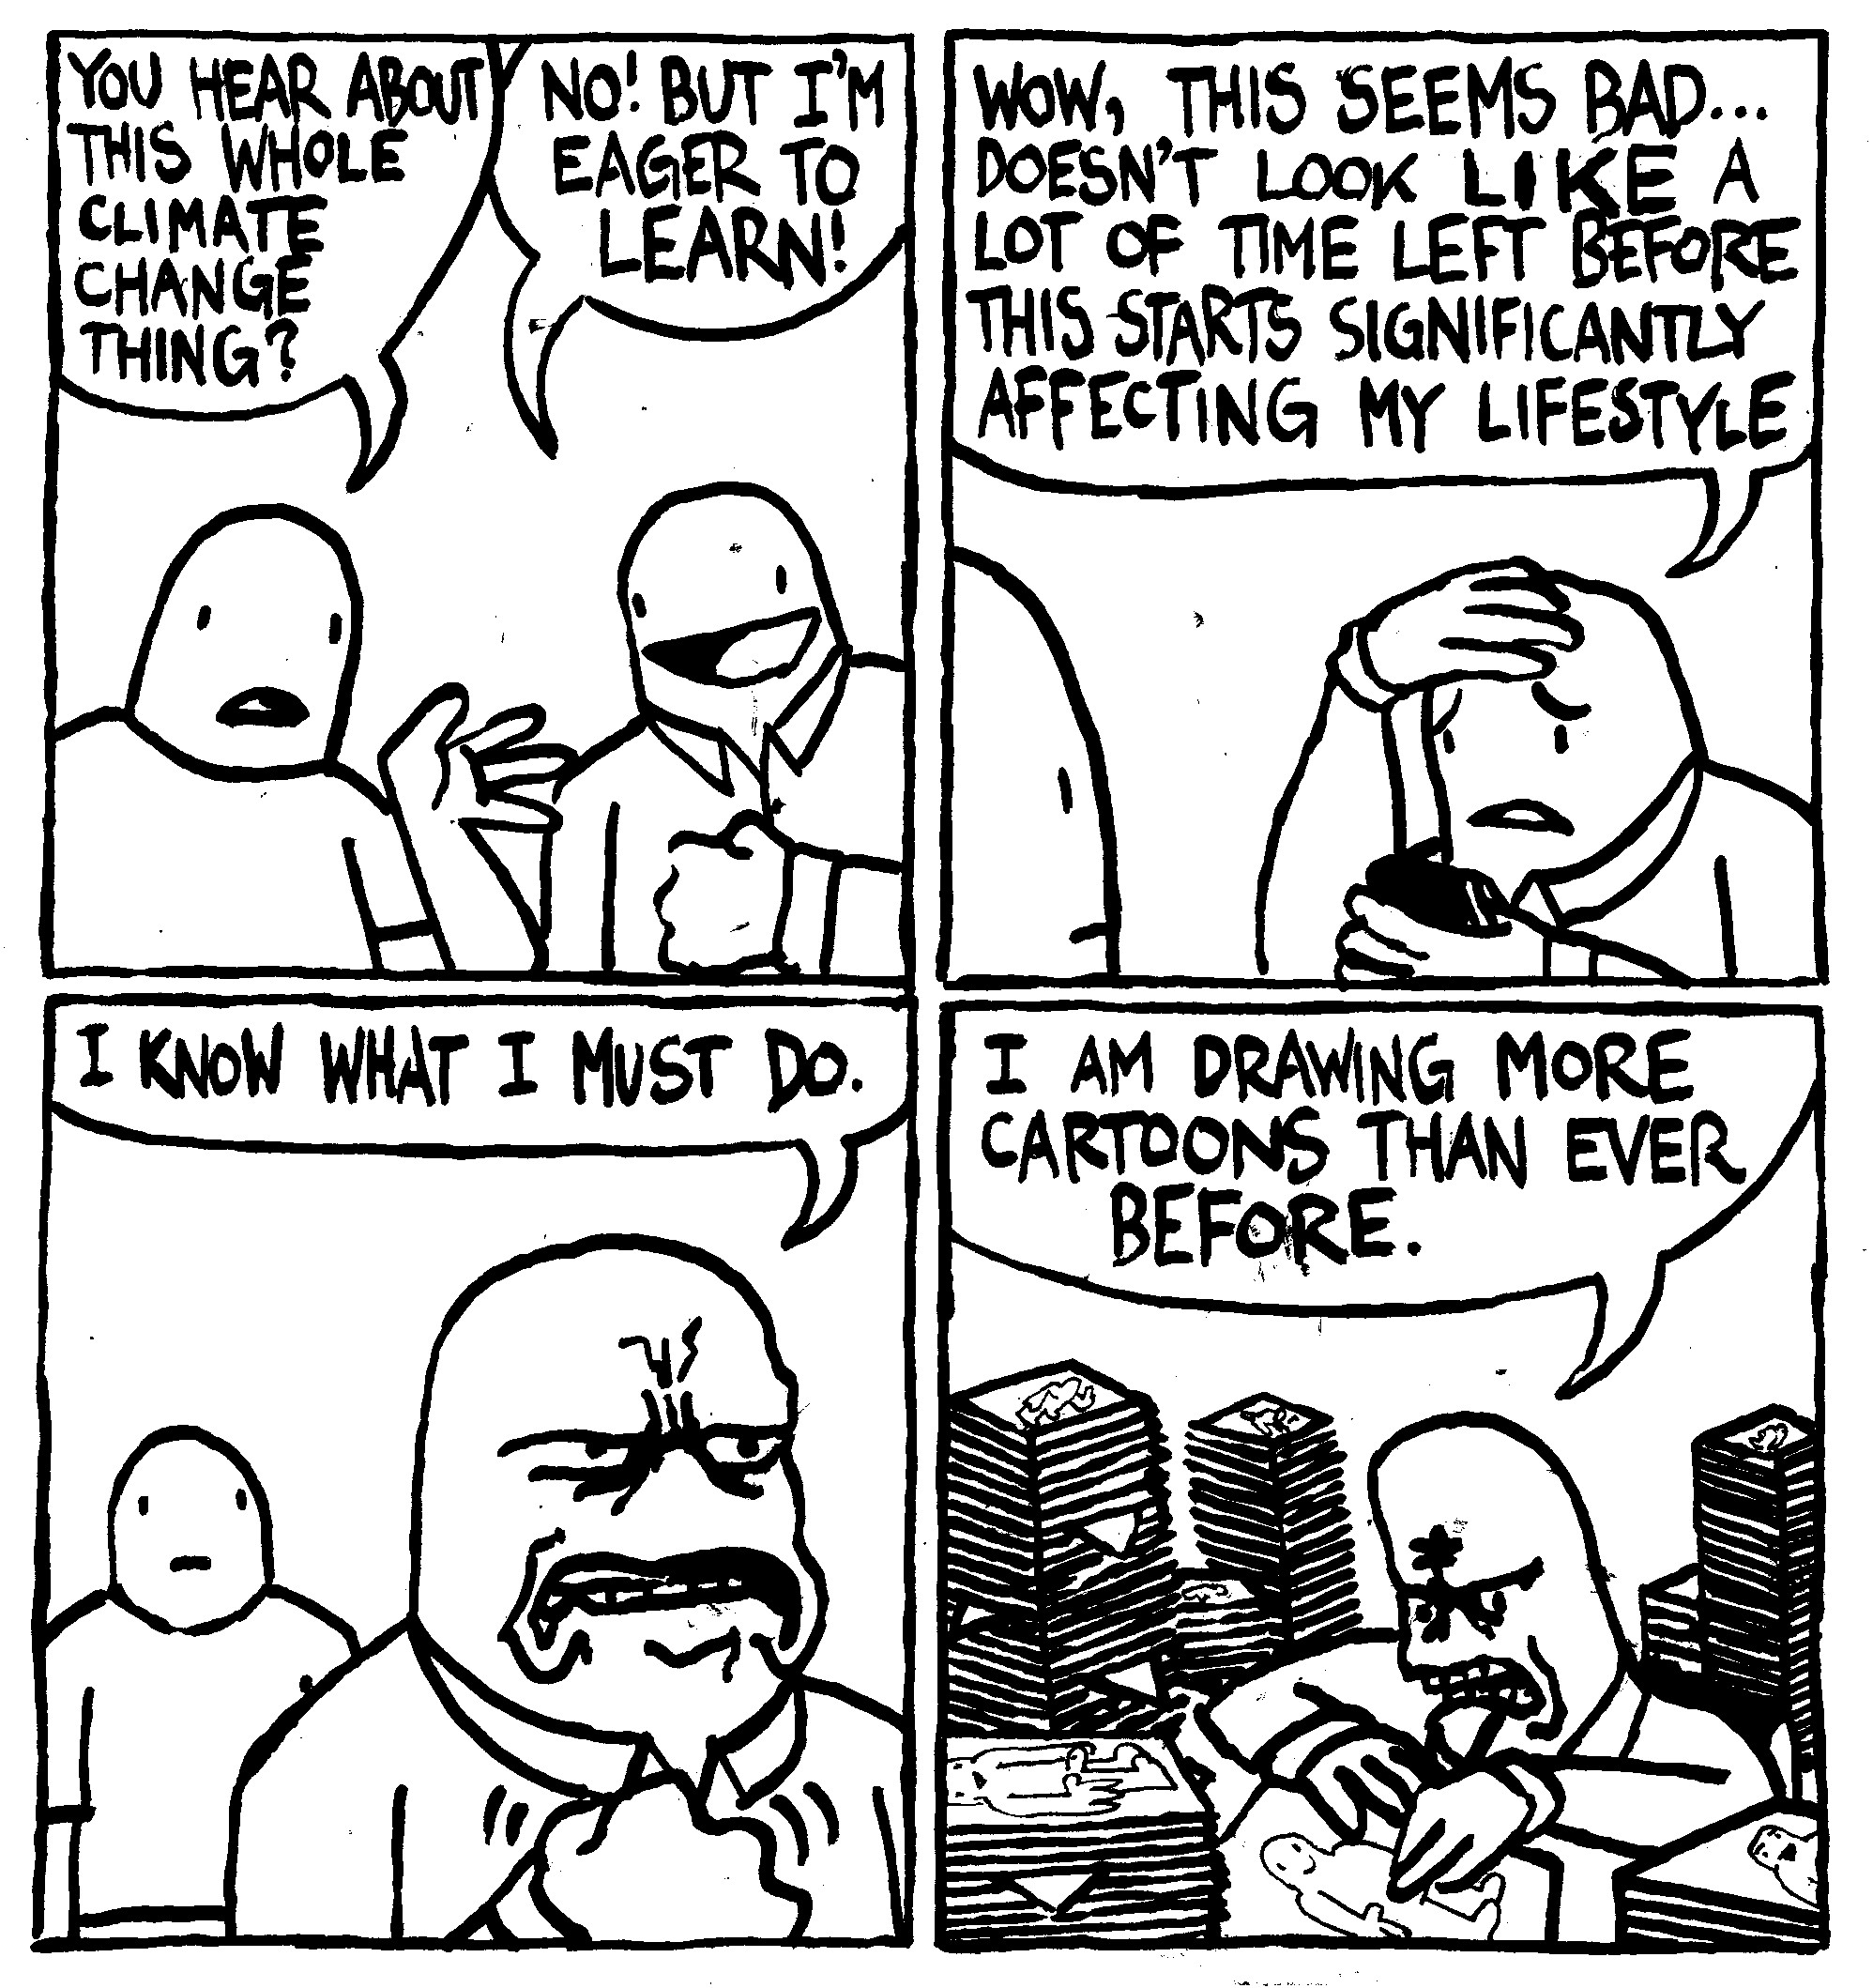 YOU HEAR ABOUT
THIS WHOLE
CLIMATE
CHANGE
THING?
NO! BUT I'M
EAGER TO
LEARN!
WOW, THIS SEEMS BAD...
DOESN'T LOOK LIKE A
LOT OF TIME LEFT BEFORE
THIS STARTS SIGNIFICANTLY
AFFECTING MY LIFESTYLE
I KNOW WHAT I MUST DO.
I AM DRAWING MORE
CARTOONS THAN EVER
BEFORE.